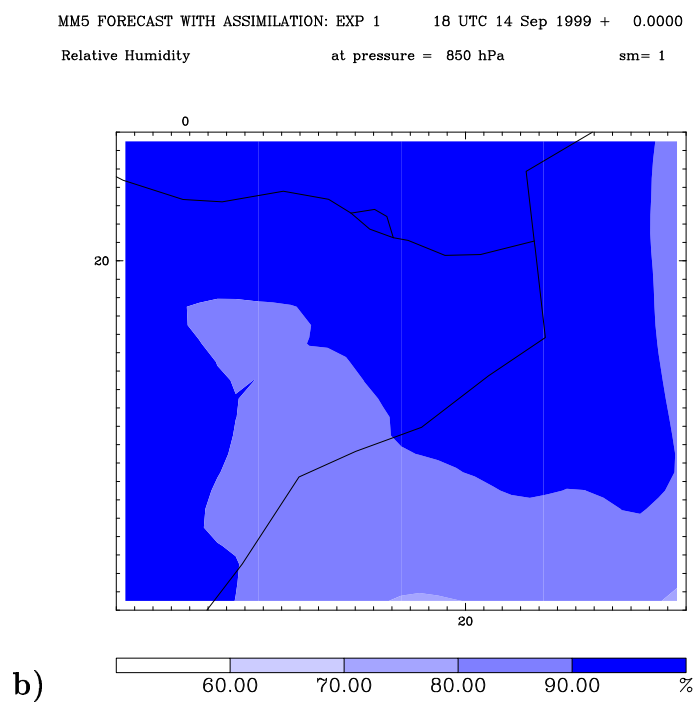 MM5 FORECAST WITH ASSIMILATION: EXP 1 18 UTC 14 Sep 1999 + 0.0000
Relative Humidity at pressure = 850 hPa sm= 1
0
20
20
60.00 70.00 80.00 90.00 %
b)